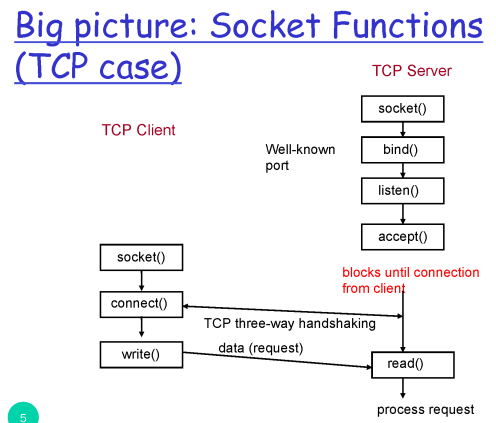 Big picture: Socket Functions
(TCP case)
TCP Server
socket()
TCP Client
Well-known
port
bind()
listen()
accept()
socket()
blocks until connection
from client
connect()
TCP three-way handshaking
write()
data (request)
read()
process request
5